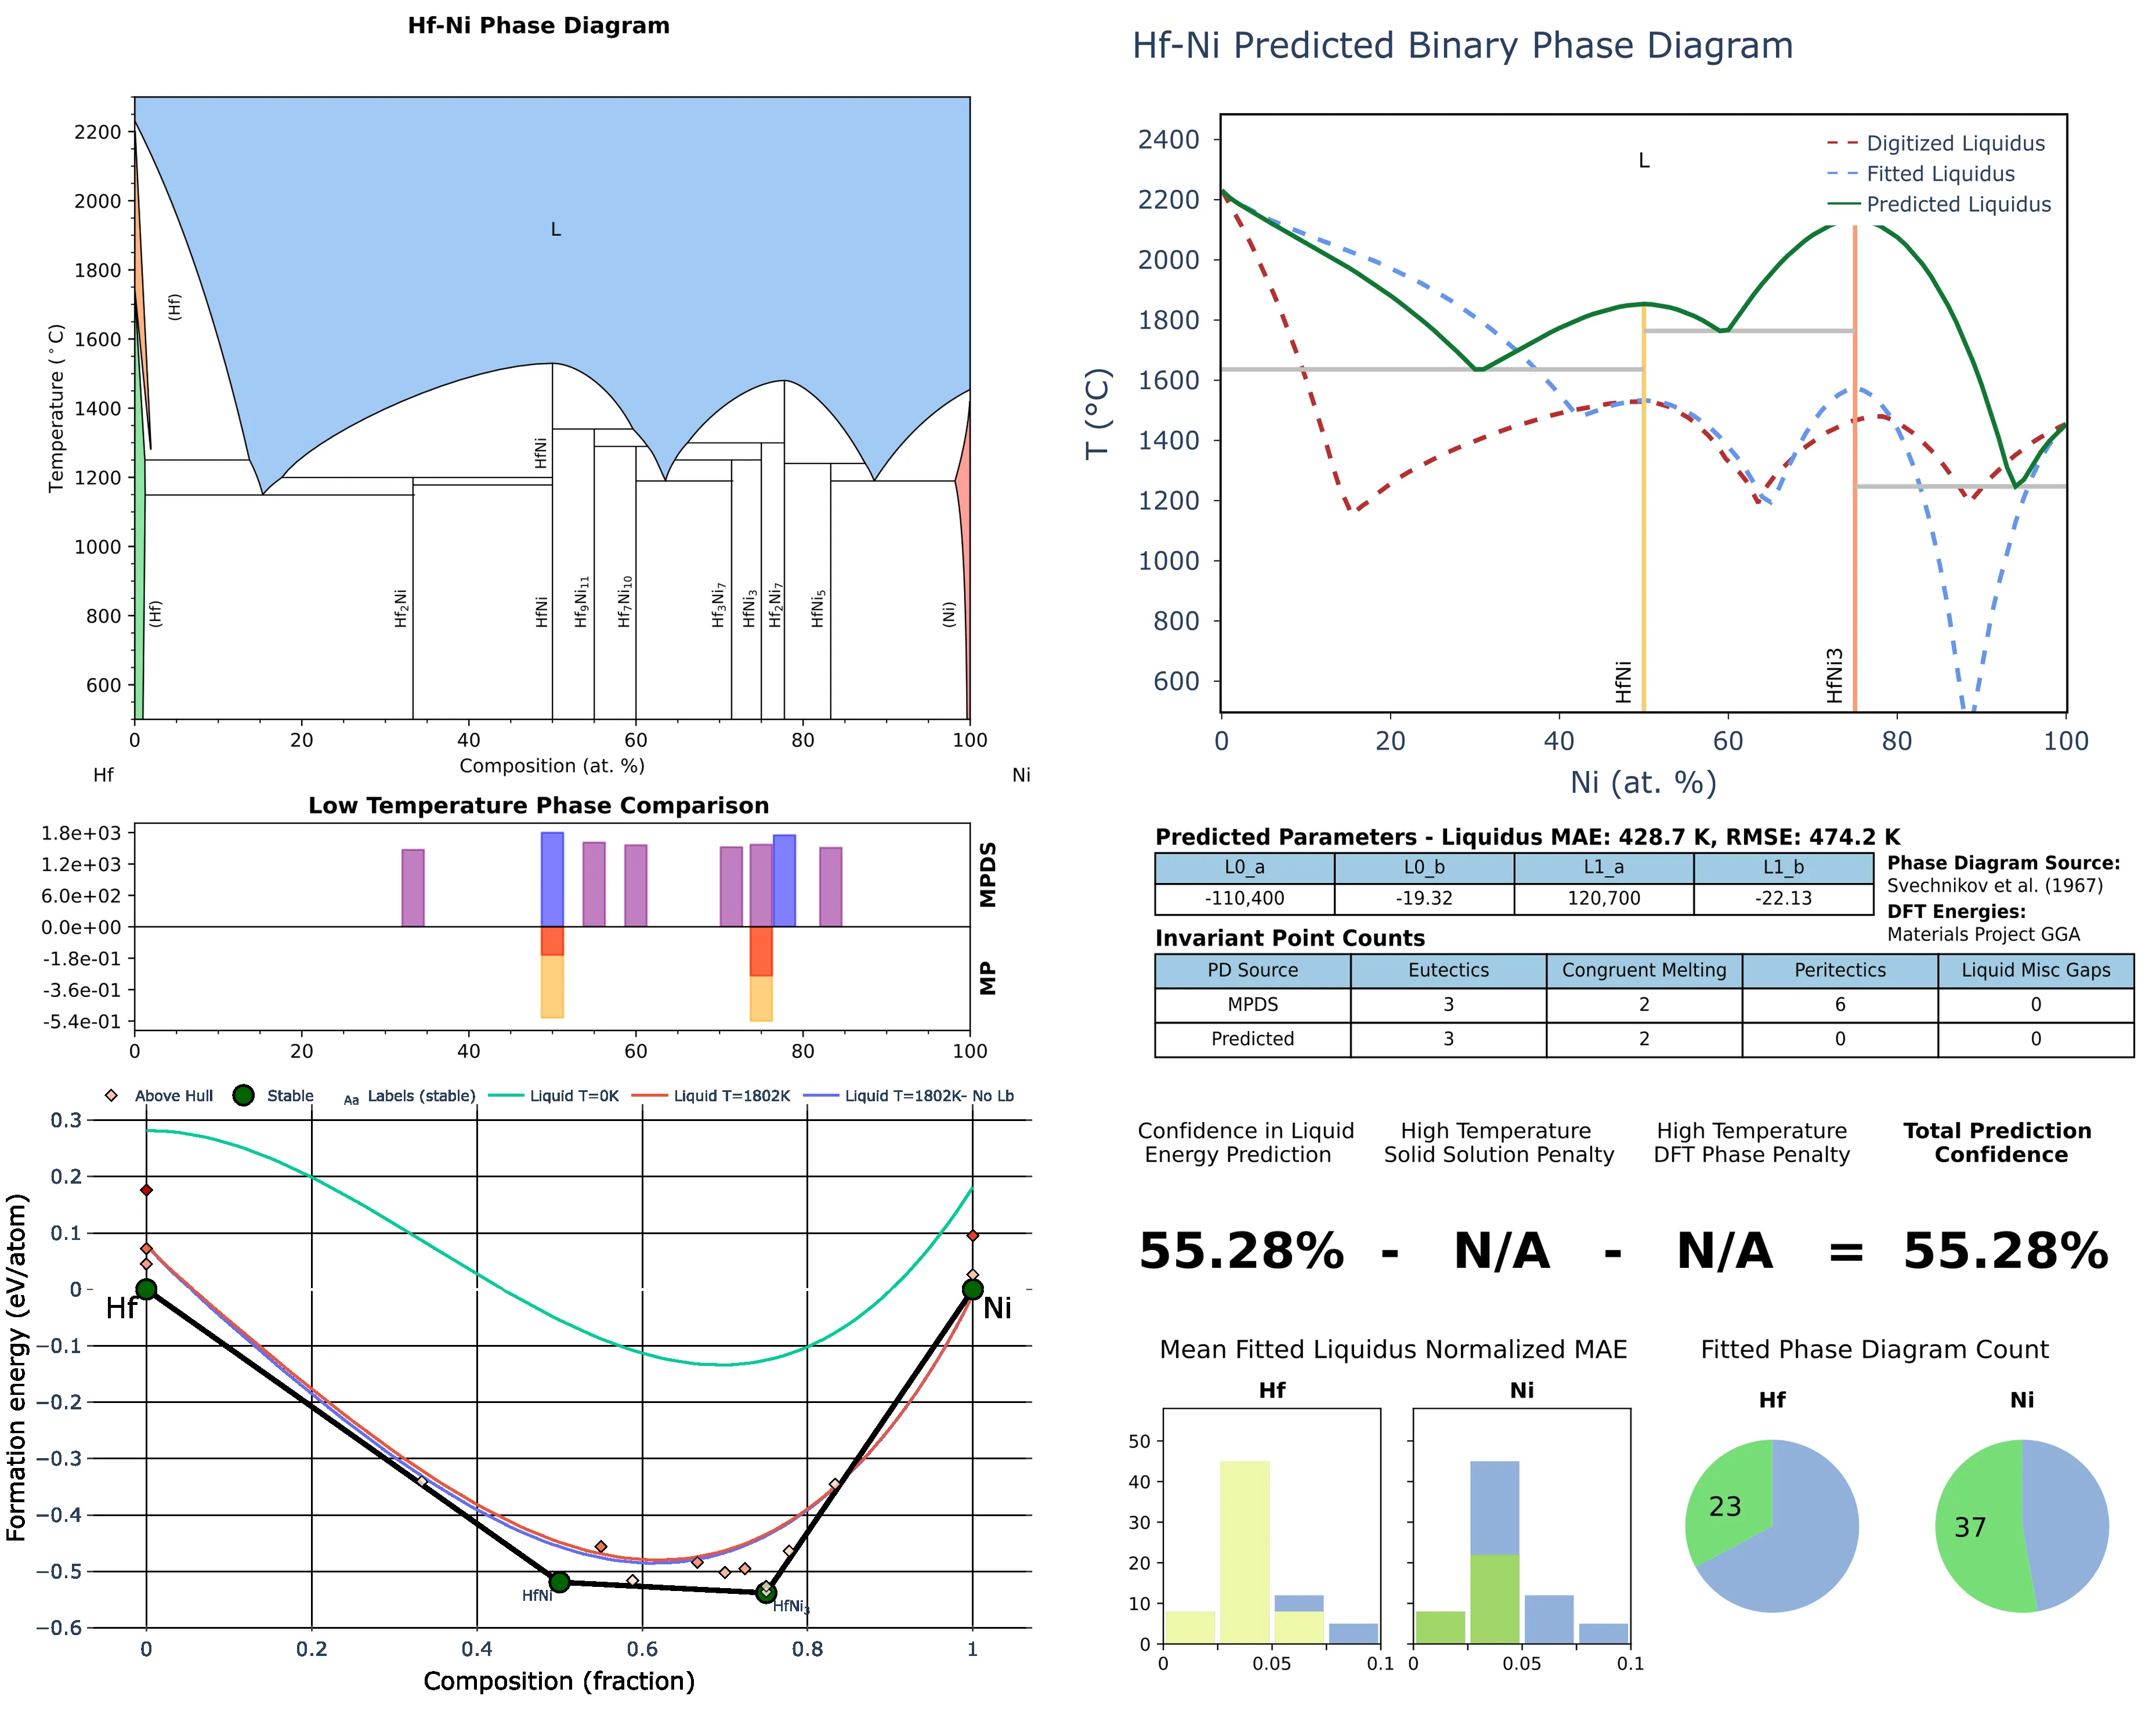 Hf-Ni Phase Diagram
2200
2000
1800
1600
1400
1200
1000
800
600
Temperature (°C)
L
(Hf)
(Hf)
Hf₂Ni
HfNi
HfNi
Hf₉Ni₁₁
Hf₇Ni₁₀
Hf₃Ni₇
HfNi₃
Hf₂Ni₇
HfNi₅
(Ni)
0 20 40 60 80 100
Composition (at. %)
Hf
Ni
Low Temperature Phase Comparison
1.8e+03
1.2e+03
6.0e+02
0.0e+00
-1.8e-01
-3.6e-01
-5.4e-01
MPDS
MP
0 20 40 60 80 100
Above Hull Stable Aa Labels (stable) Liquid T=0K Liquid T=1802K Liquid T=1802K- No Lb
0.3
0.2
0.1
0
−0.1
−0.2
−0.3
−0.4
−0.5
−0.6
Formation energy (eV/atom)
Hf
Ni
HfNi
HfNi₃
0 0.2 0.4 0.6 0.8 1
Composition (fraction)
Hf-Ni Predicted Binary Phase Diagram
2400
2200
2000
1800
1600
1400
1200
1000
800
600
T (°C)
L
Digitized Liquidus
Fitted Liquidus
Predicted Liquidus
HfNi
HfNi3
0 20 40 60 80 100
Ni (at. %)
Predicted Parameters - Liquidus MAE: 428.7 K, RMSE: 474.2 K
L0_a L0_b L1_a L1_b
-110,400 -19.32 120,700 -22.13
Phase Diagram Source:
Svechnikov et al. (1967)
DFT Energies:
Materials Project GGA
Invariant Point Counts
PD Source Eutectics Congruent Melting Peritectics Liquid Misc Gaps
MPDS 3 2 6 0
Predicted 3 2 0 0
Confidence in Liquid
Energy Prediction
High Temperature
Solid Solution Penalty
High Temperature
DFT Phase Penalty
Total Prediction
Confidence
55.28% - N/A - N/A = 55.28%
Mean Fitted Liquidus Normalized MAE
Hf
Ni
50
40
30
20
10
0
0 0.05 0.1
0 0.05 0.1
Fitted Phase Diagram Count
Hf
Ni
23
37